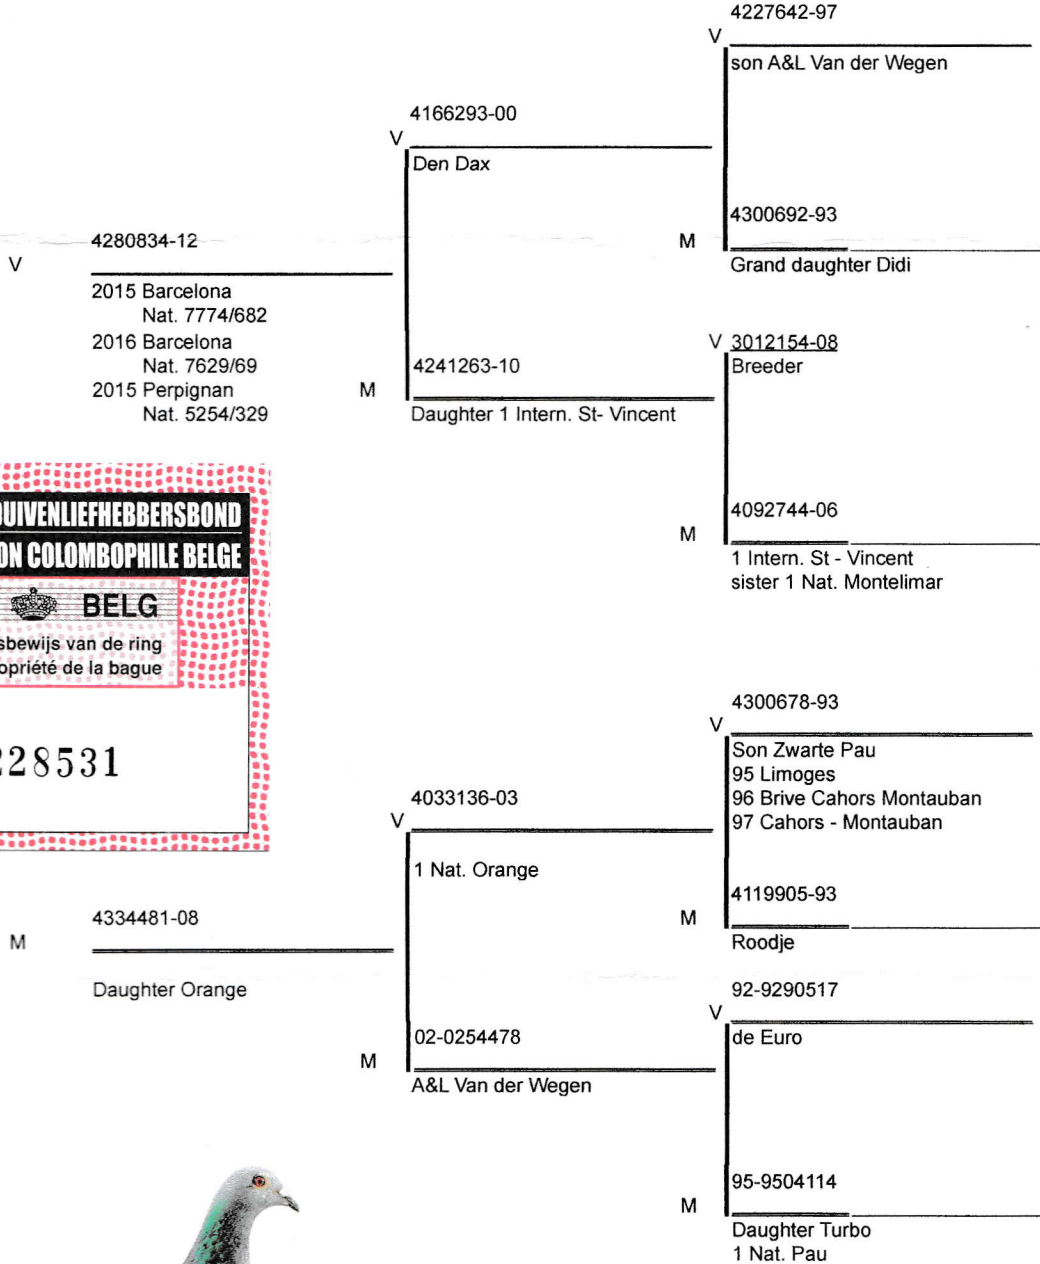 4227642-97
V
son A&L Van der Wegen
4166293-00
V
Den Dax
4300692-93
M
Grand daughter Didi
4280834-12
V
2015 Barcelona
Nat. 7774/682
2016 Barcelona
Nat. 7629/69
2015 Perpignan
Nat. 5254/329
V 3012154-08
Breeder
4241263-10
M
Daughter 1 Intern. St- Vincent
4092744-06
M
1 Intern. St - Vincent
sister 1 Nat. Montelimar
COLOMBOPHILE BELGE
BELG
van de ring
de la bague
28531
4300678-93
V
Son Zwarte Pau
95 Limoges
96 Brive Cahors Montauban
97 Cahors - Montauban
4033136-03
V
1 Nat. Orange
4119905-93
M
Roodje
4334481-08
M
Daughter Orange
92-9290517
V
de Euro
02-0254478
M
A&L Van der Wegen
95-9504114
M
Daughter Turbo
1 Nat. Pau